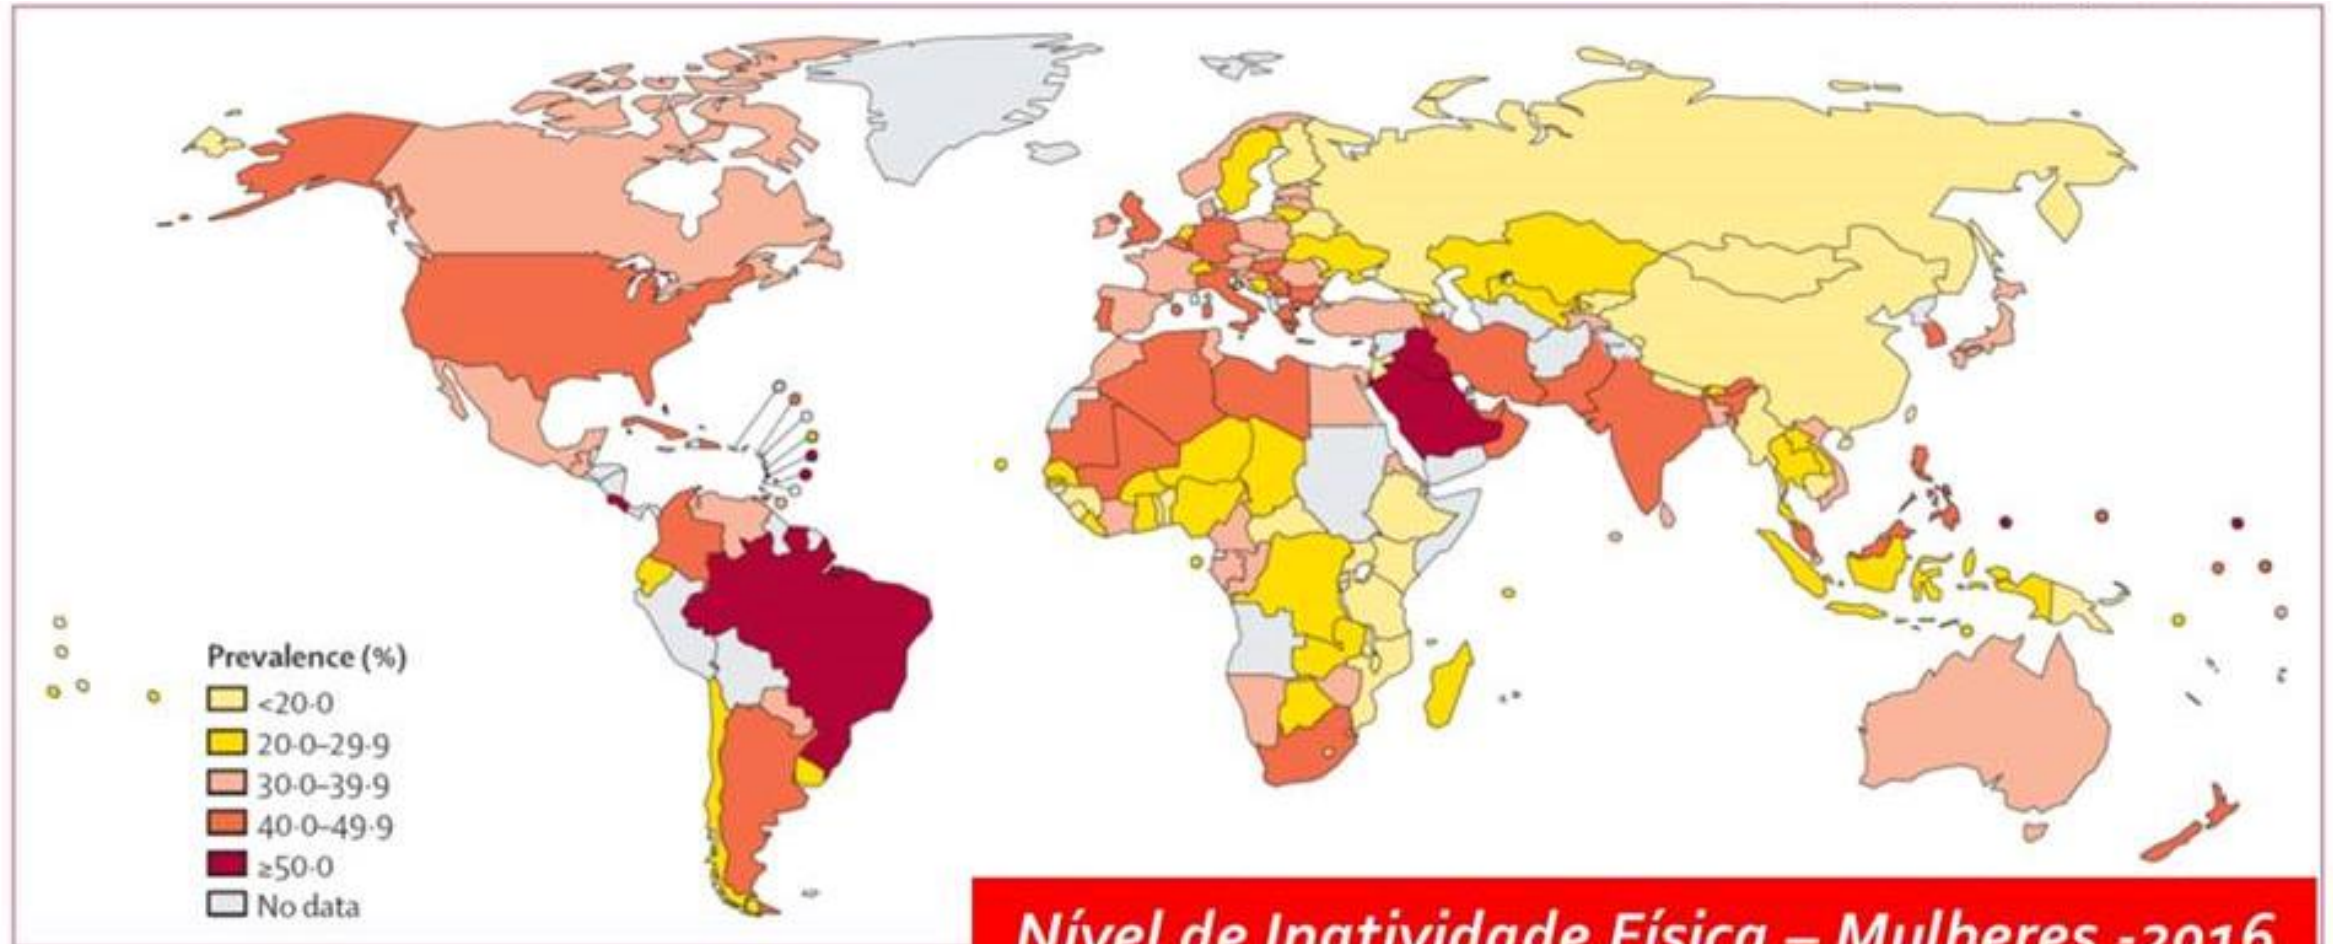 Prevalence (%)
<20·0
20·0–29·9
30·0–39·9
40·0–49·9
≥50·0
No data
Nível de Inatividade Física – Mulheres -2016